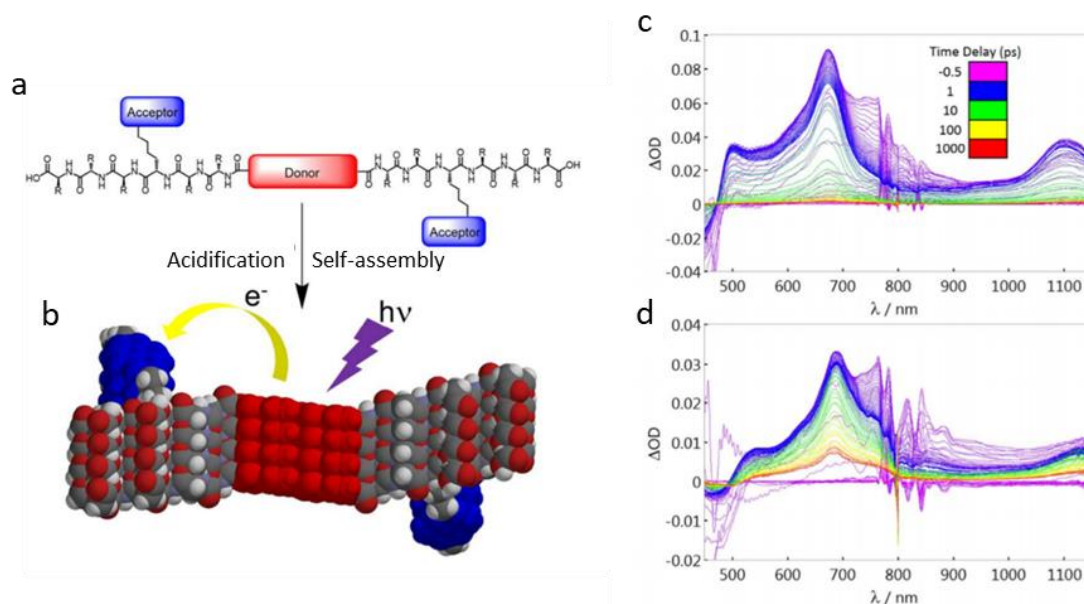 a
Acceptor
HO
O
R
H
N
Donor
OH
Acceptor
Acidification
Self-assembly
b
e-
hν
c
0.1
0.08
0.06
0.04
0.02
0
-0.02
-0.04
ΔOD
Time Delay (ps)
-0.5
1
10
100
1000
500 600 700 800 900 1000 1100
λ / nm
d
0.04
0.03
0.02
0.01
0
-0.01
-0.02
ΔOD
500 600 700 800 900 1000 1100
λ / nm